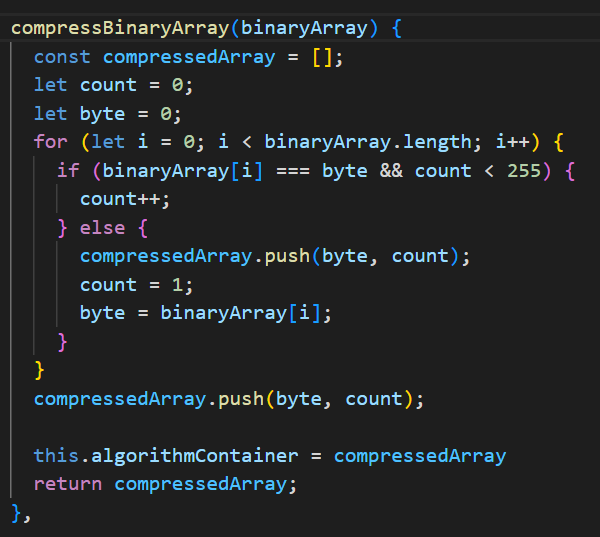 compressBinaryArray(binaryArray) {
const compressedArray = [];
let count = 0;
let byte = 0;
for (let i = 0; i < binaryArray.length; i++) {
if (binaryArray[i] === byte && count < 255) {
count++;
} else {
compressedArray.push(byte, count);
count = 1;
byte = binaryArray[i];
}
}
compressedArray.push(byte, count);
this.algorithmContainer = compressedArray
return compressedArray;
},